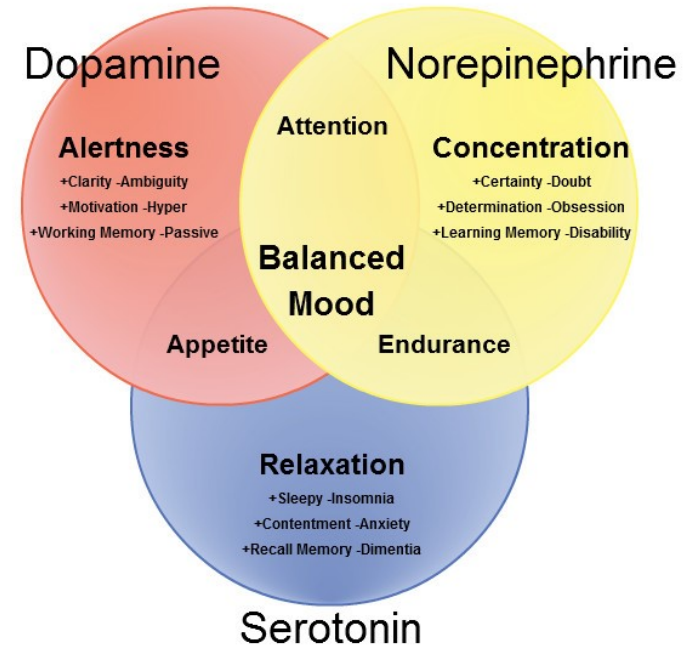 Dopamine
Norepinephrine
Attention
Alertness
+Clarity -Ambiguity
+Motivation -Hyper
+Working Memory -Passive
Concentration
+Certainty -Doubt
+Determination -Obsession
+Learning Memory -Disability
Balanced
Mood
Appetite
Endurance
Relaxation
+Sleepy -Insomnia
+Contentment -Anxiety
+Recall Memory -Dimentia
Serotonin